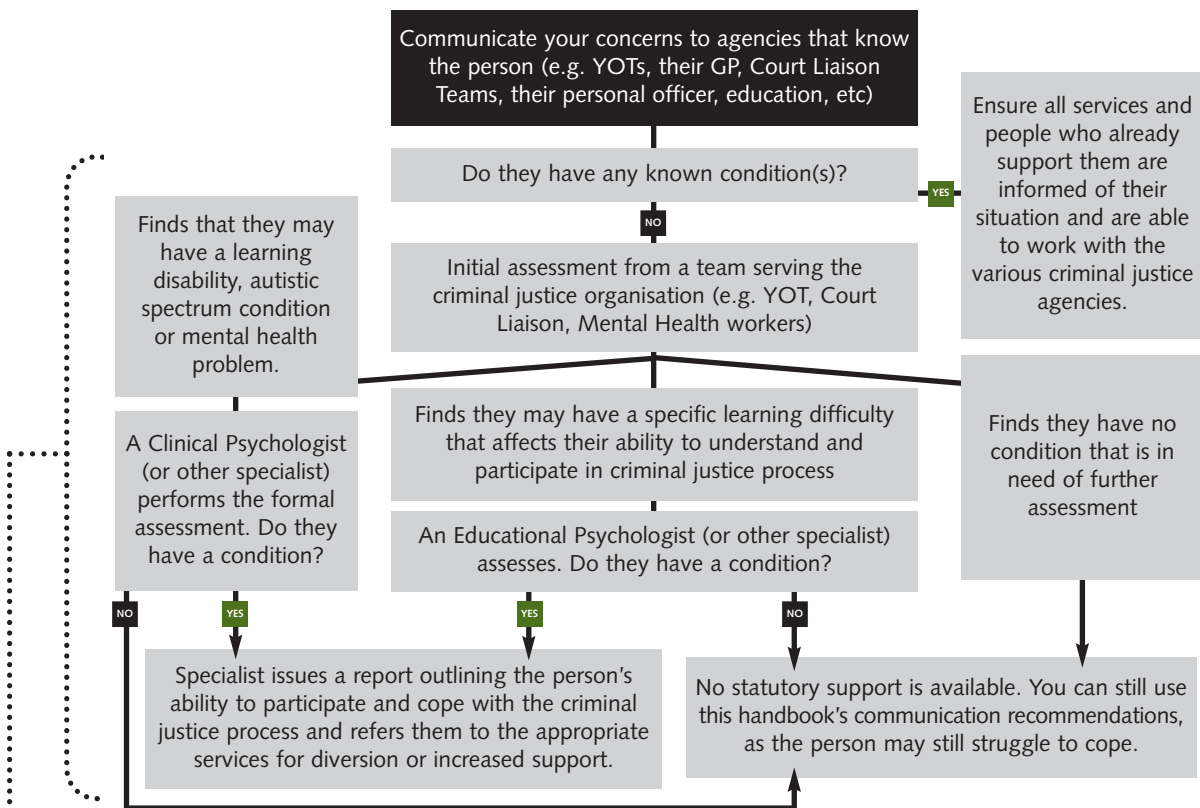 Communicate your concerns to agencies that know
the person (e.g. YOTs, their GP, Court Liaison
Teams, their personal officer, education, etc)
Do they have any known condition(s)?
YES
Ensure all services and
people who already
support them are
informed of their
situation and are able
to work with the
various criminal justice
agencies.
NO
Initial assessment from a team serving the
criminal justice organisation (e.g. YOT, Court
Liaison, Mental Health workers)
Finds that they may
have a learning
disability, autistic
spectrum condition
or mental health
problem.
A Clinical Psychologist
(or other specialist)
performs the formal
assessment. Do they
have a condition?
Finds they may have a specific learning difficulty
that affects their ability to understand and
participate in criminal justice process
An Educational Psychologist (or other specialist)
assesses. Do they have a condition?
Finds they have no
condition that is in
need of further
assessment
NO
YES
YES
NO
Specialist issues a report outlining the person's
ability to participate and cope with the criminal
justice process and refers them to the appropriate
services for diversion or increased support.
No statutory support is available. You can still use
this handbook's communication recommendations,
as the person may still struggle to cope.